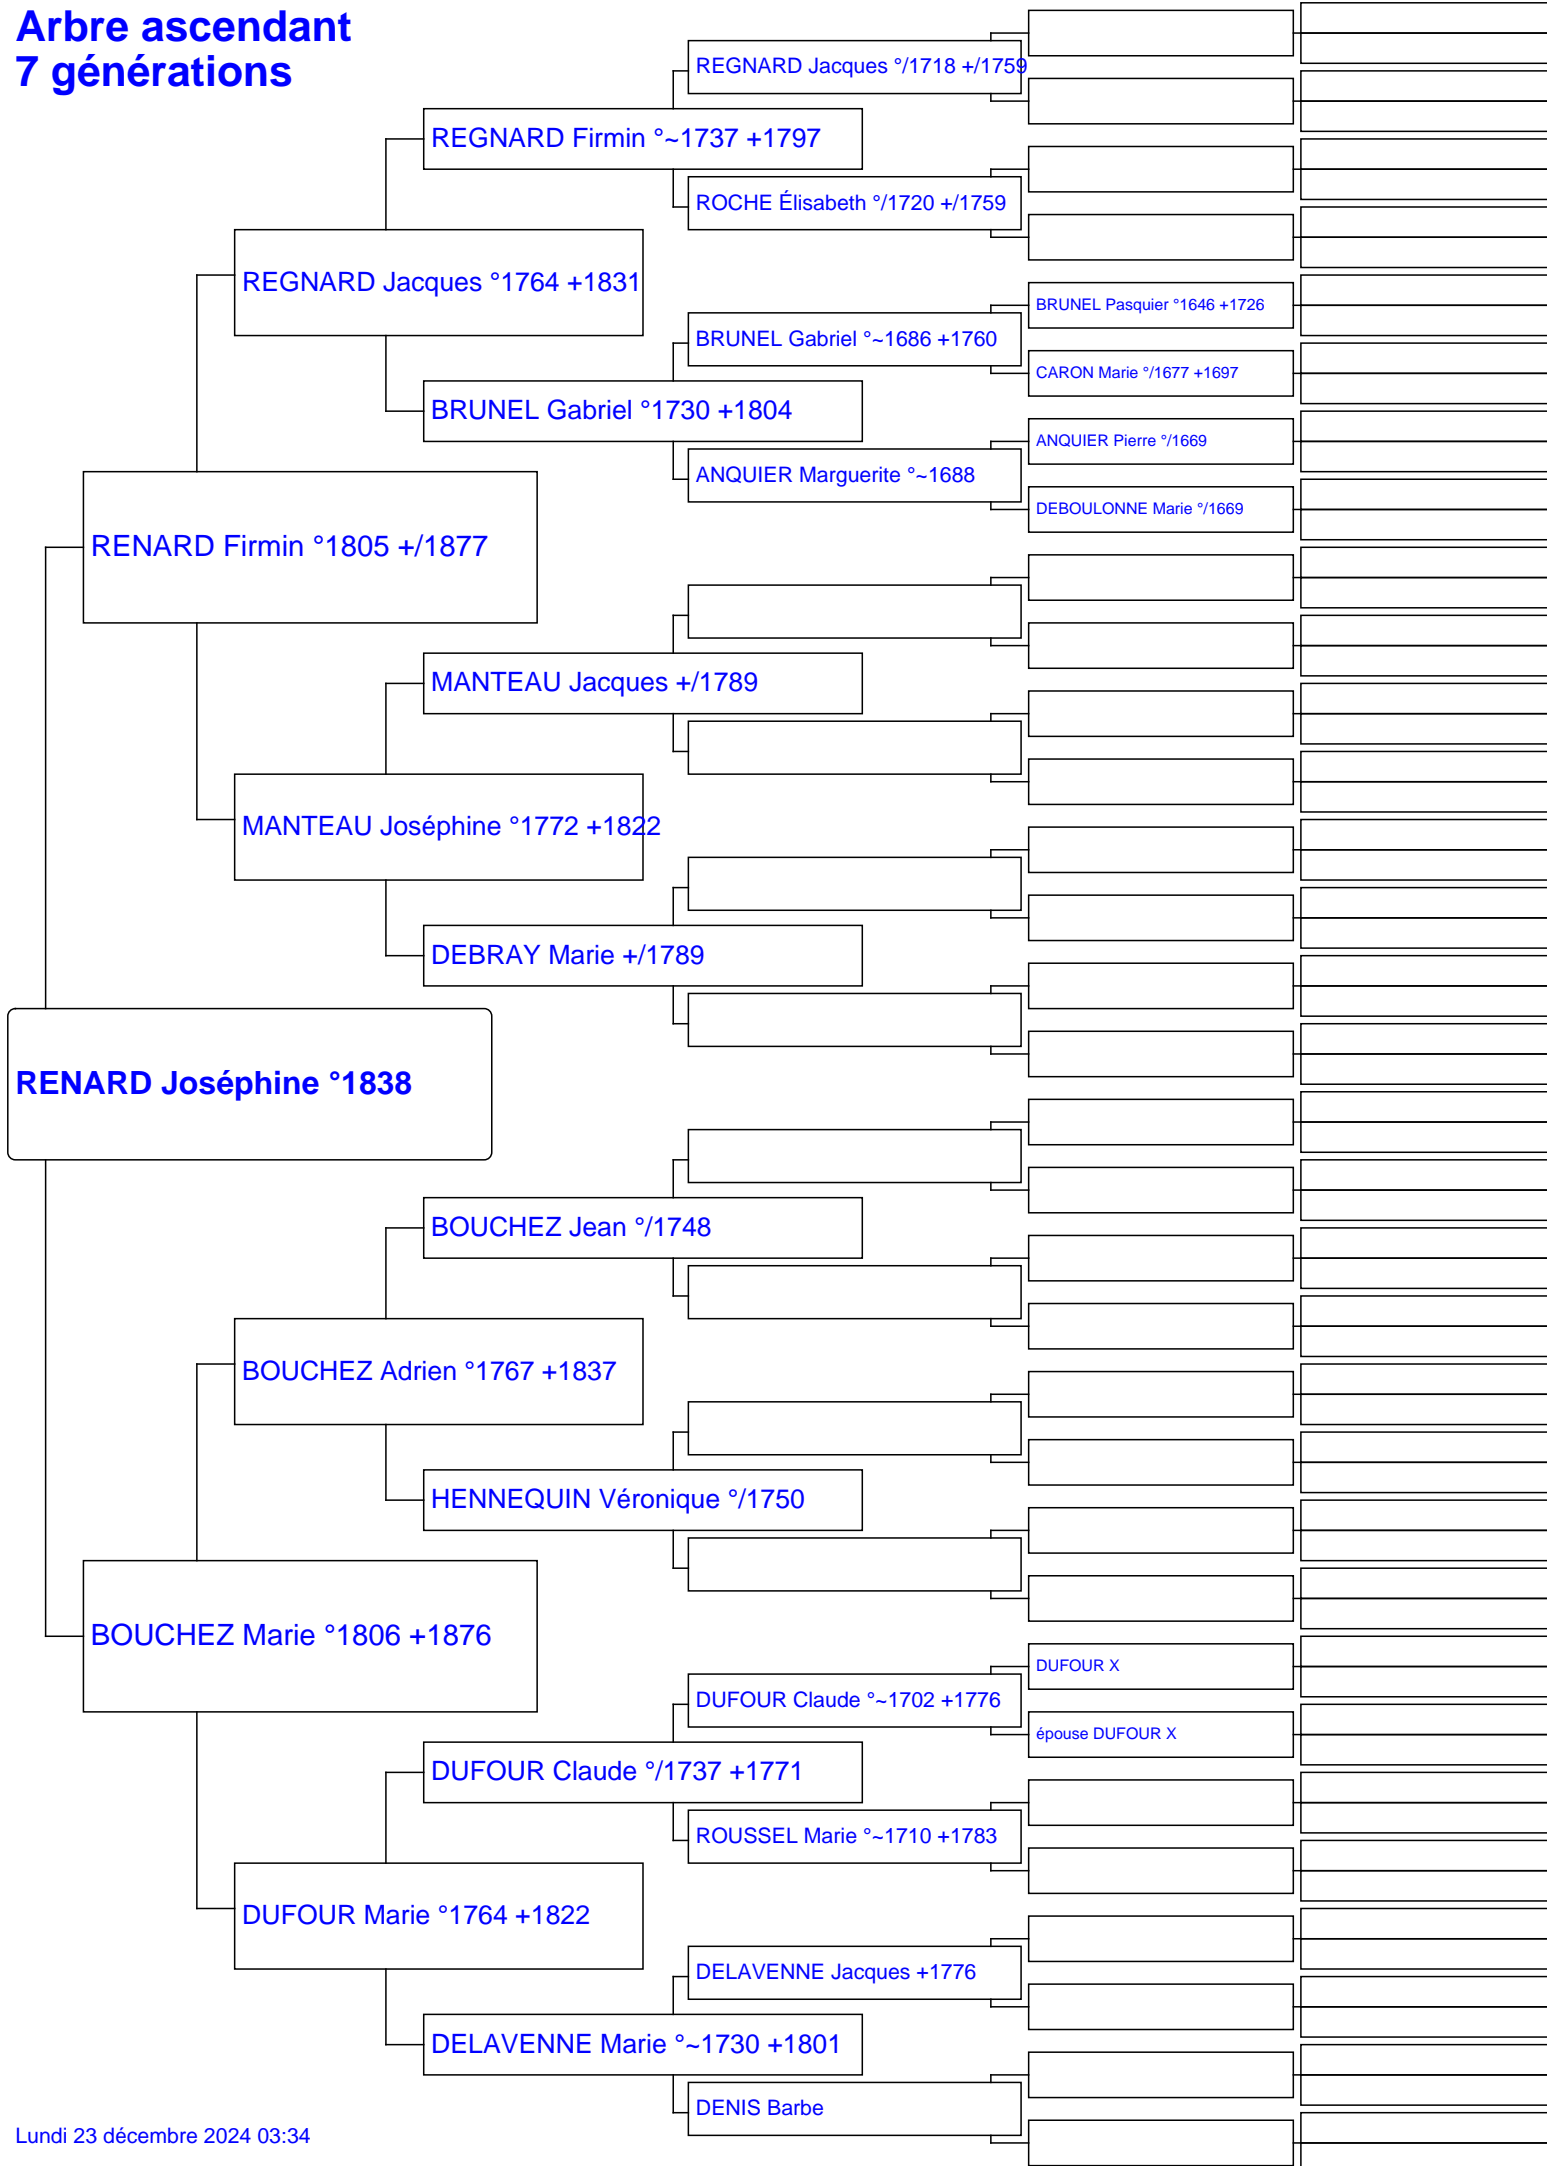 Arbre ascendant
7 générations
REGNARD Jacques °/1718 +/1759
REGNARD Firmin °~1737 +1797
ROCHE Élisabeth °/1720 +/1759
REGNARD Jacques °1764 +1831
BRUNEL Pasquier °1646 +1726
BRUNEL Gabriel °~1686 +1760
CARON Marie °/1677 +1697
BRUNEL Gabriel °1730 +1804
ANQUIER Pierre °/1669
ANQUIER Marguerite °~1688
DEBOULONNE Marie °/1669
RENARD Firmin °1805 +/1877
MANTEAU Jacques +/1789
MANTEAU Joséphine °1772 +1822
DEBRAY Marie +/1789
RENARD Joséphine °1838
BOUCHEZ Jean °/1748
BOUCHEZ Adrien °1767 +1837
HENNEQUIN Véronique °/1750
BOUCHEZ Marie °1806 +1876
DUFOUR X
DUFOUR Claude °~1702 +1776
épouse DUFOUR X
DUFOUR Claude °/1737 +1771
ROUSSEL Marie °~1710 +1783
DUFOUR Marie °1764 +1822
DELAVENNE Jacques +1776
DELAVENNE Marie °~1730 +1801
DENIS Barbe
Lundi 23 décembre 2024 03:34